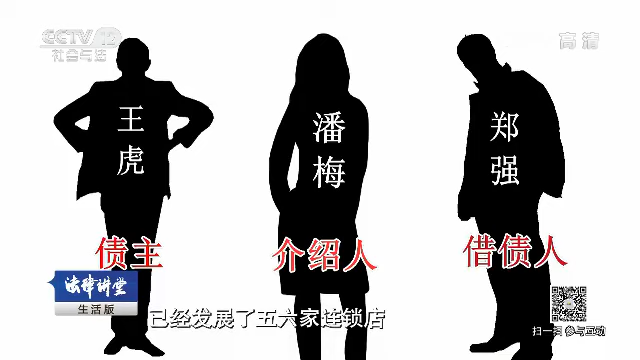 CCTV 12
社会与法
高清
王虎
潘梅
郑强
债主
介绍人
借债人
法律讲堂
生活版
已经发展了五六家连锁店
扫一扫 参与互动